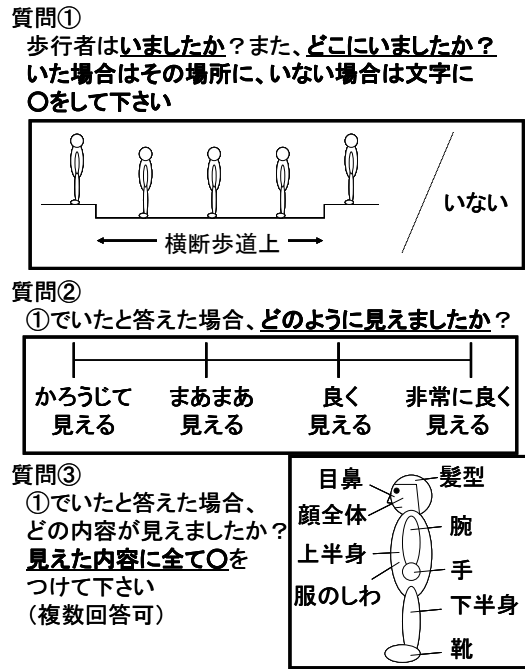 質問①
歩行者はいましたか？また、どこにいましたか？
いた場合はその場所に、いない場合は文字に
○をして下さい
いない
横断歩道上
質問②
①でいたと答えた場合、どのように見えましたか？
かろうじて
見える
まあまあ
見える
良く
見える
非常に良く
見える
質問③
①でいたと答えた場合、
どの内容が見えましたか？
見えた内容に全て○を
つけて下さい
（複数回答可）
目鼻
髪型
顔全体
腕
上半身
手
服のしわ
下半身
靴